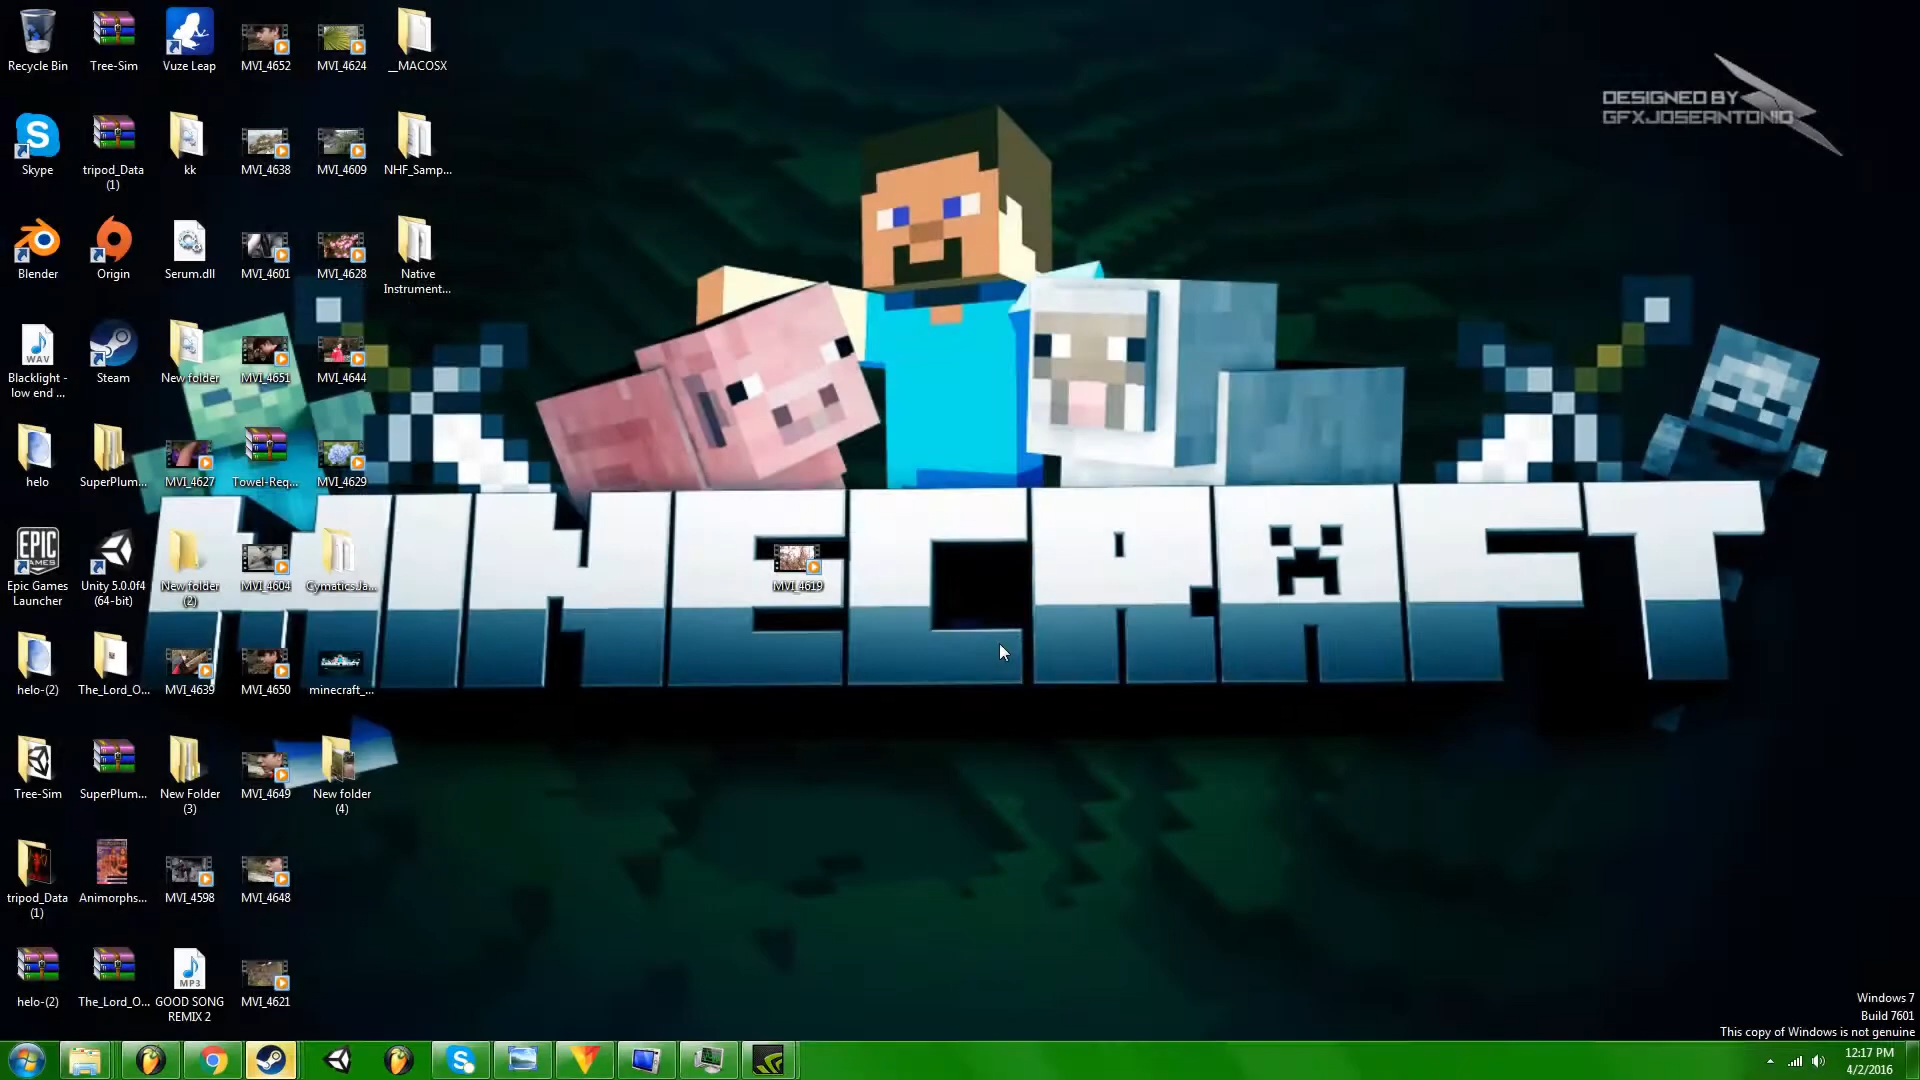 Recycle Bin
Tree-Sim
Vuze Leap
MVI_4652
MVI_4624
__MACOSX
DESIGNED BY
GFXJOSEANTONIO
Skype
tripod_Data
(1)
kk
MVI_4638
MVI_4609
NHF_Samp...
Blender
Origin
Serum.dll
MVI_4601
MVI_4628
Native
Instrument...
WAV
Blacklight -
low end ...
Steam
New folder
MVI_4651
MVI_4644
helo
SuperPlum...
MVI_4627
Towel-Req...
MVI_4629
MINECRAFT
EPIC
GAMES
Epic Games
Launcher
Unity 5.0.0f4
(64-bit)
New folder
(2)
MVI_4604
Cymatics.Ja...
MVI_4619
helo-(2)
The_Lord_O...
MVI_4639
MVI_4650
minecraft_...
Tree-Sim
SuperPlum...
New Folder
(3)
MVI_4649
New folder
(4)
tripod_Data
(1)
Animorphs...
MVI_4598
MVI_4648
helo-(2)
The_Lord_O...
MP3
GOOD SONG
REMIX 2
MVI_4621
Windows 7
Build 7601
This copy of Windows is not genuine
12:17 PM
4/2/2016